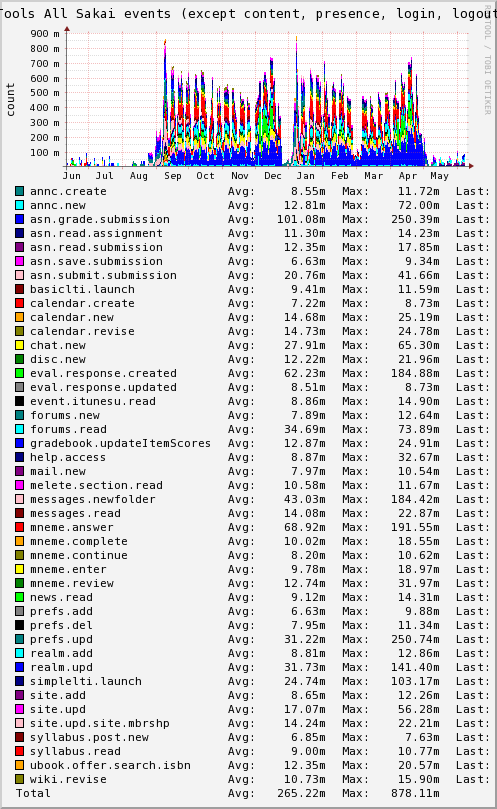 Tools All Sakai events (except content, presence, login, logout
RRDTOOL / TOBI OETIKER
count
900 m
800 m
700 m
600 m
500 m
400 m
300 m
200 m
100 m
Jun Jul Aug Sep Oct Nov Dec Jan Feb Mar Apr May
annc.create Avg: 8.55m Max: 11.72m Last:
annc.new Avg: 12.81m Max: 72.00m Last:
asn.grade.submission Avg: 101.08m Max: 250.39m Last:
asn.read.assignment Avg: 11.30m Max: 14.23m Last:
asn.read.submission Avg: 12.35m Max: 17.85m Last:
asn.save.submission Avg: 6.63m Max: 9.34m Last:
asn.submit.submission Avg: 20.76m Max: 41.66m Last:
basiclti.launch Avg: 9.41m Max: 11.59m Last:
calendar.create Avg: 7.22m Max: 8.73m Last:
calendar.new Avg: 14.68m Max: 25.19m Last:
calendar.revise Avg: 14.73m Max: 24.78m Last:
chat.new Avg: 27.91m Max: 65.30m Last:
disc.new Avg: 12.22m Max: 21.96m Last:
eval.response.created Avg: 62.23m Max: 184.88m Last:
eval.response.updated Avg: 8.51m Max: 8.73m Last:
event.itunesu.read Avg: 8.86m Max: 14.90m Last:
forums.new Avg: 7.89m Max: 12.64m Last:
forums.read Avg: 34.69m Max: 73.89m Last:
gradebook.updateItemScores Avg: 12.87m Max: 24.91m Last:
help.access Avg: 8.87m Max: 32.67m Last:
mail.new Avg: 7.97m Max: 10.54m Last:
melete.section.read Avg: 10.58m Max: 11.67m Last:
messages.newfolder Avg: 43.03m Max: 184.42m Last:
messages.read Avg: 14.08m Max: 22.87m Last:
mneme.answer Avg: 68.92m Max: 191.55m Last:
mneme.complete Avg: 10.02m Max: 18.55m Last:
mneme.continue Avg: 8.20m Max: 10.62m Last:
mneme.enter Avg: 9.78m Max: 18.97m Last:
mneme.review Avg: 12.74m Max: 31.97m Last:
news.read Avg: 9.12m Max: 14.31m Last:
prefs.add Avg: 6.63m Max: 9.88m Last:
prefs.del Avg: 7.95m Max: 11.34m Last:
prefs.upd Avg: 31.22m Max: 250.74m Last:
realm.add Avg: 8.81m Max: 12.86m Last:
realm.upd Avg: 31.73m Max: 141.40m Last:
simplelti.launch Avg: 24.74m Max: 103.17m Last:
site.add Avg: 8.65m Max: 12.26m Last:
site.upd Avg: 17.07m Max: 56.28m Last:
site.upd.site.mbrshp Avg: 14.24m Max: 22.21m Last:
syllabus.post.new Avg: 6.85m Max: 7.63m Last:
syllabus.read Avg: 9.00m Max: 10.77m Last:
ubook.offer.search.isbn Avg: 12.35m Max: 20.57m Last:
wiki.revise Avg: 10.73m Max: 15.90m Last:
Total Avg: 265.22m Max: 878.11m Last: